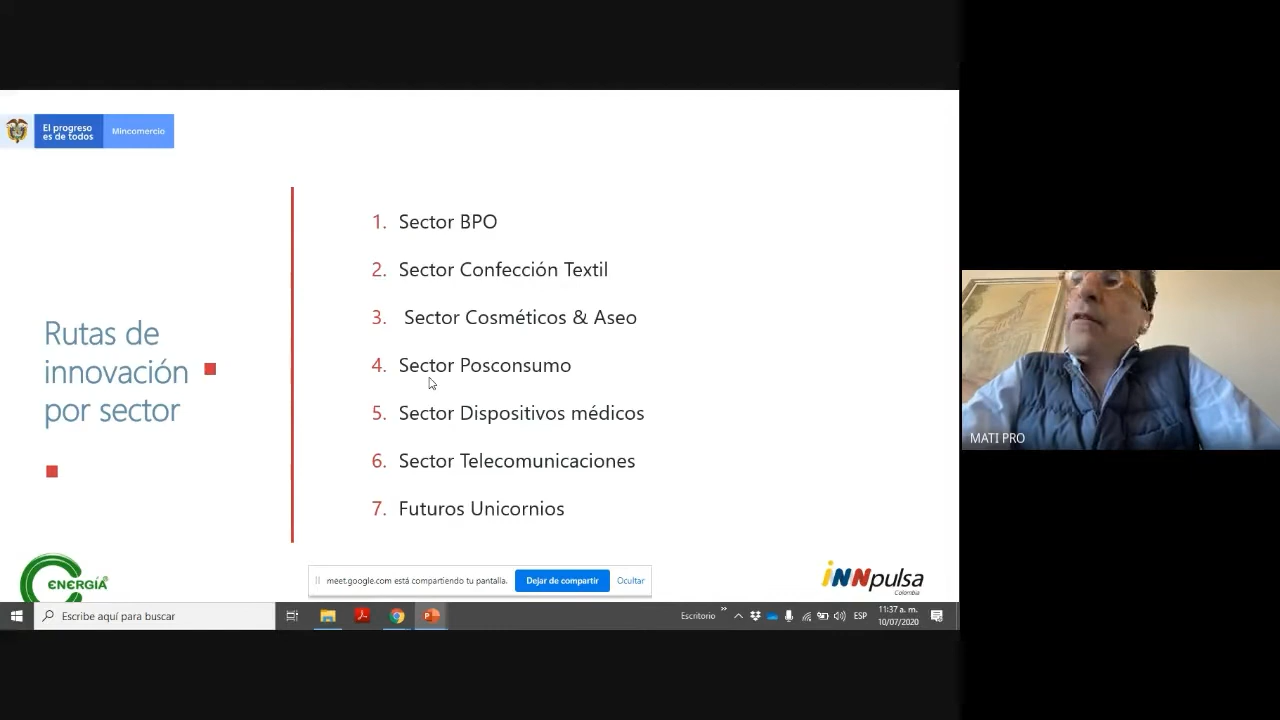 El progreso
es de todos
Mincomercio
Rutas de
innovación
por sector
1. Sector BPO
2. Sector Confección Textil
3. Sector Cosméticos & Aseo
4. Sector Posconsumo
5. Sector Dispositivos médicos
6. Sector Telecomunicaciones
7. Futuros Unicornios
MATI PRO
ENERGÍA
meet.google.com está compartiendo tu pantalla.
Dejar de compartir
Ocultar
iNNpulsa
Colombia
Escribe aquí para buscar
Escritorio
ESP
11:37 a. m.
10/07/2020